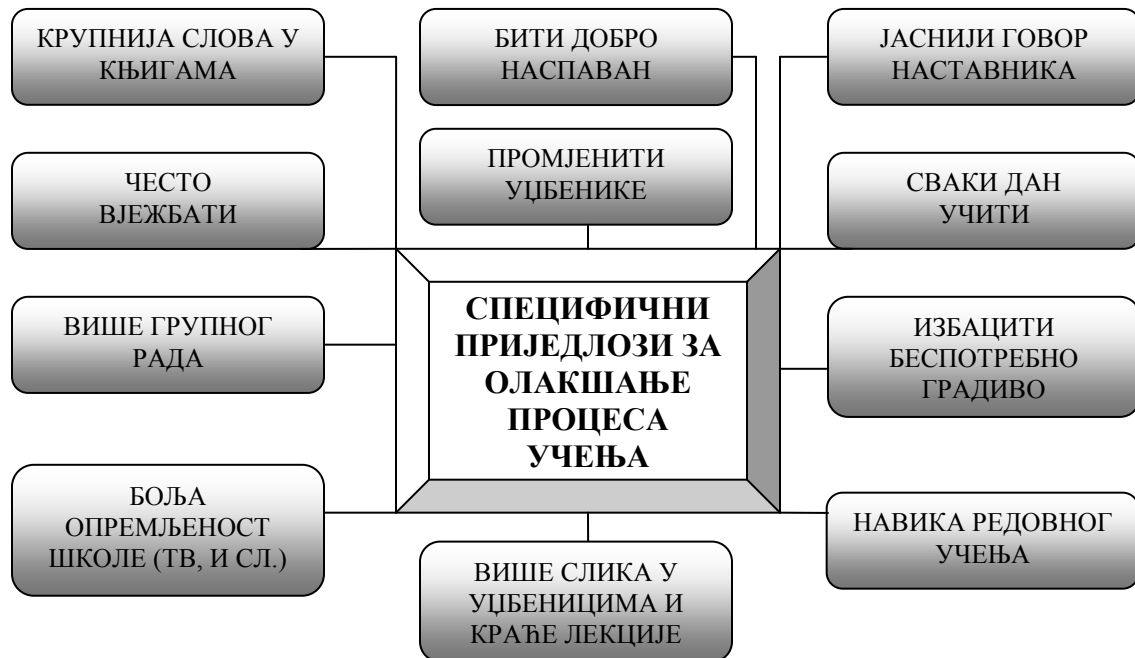 КРУПНИЈА СЛОВА У
КЊИГАМА
БИТИ ДОБРО
НАСПАВАН
ЈАСНИЈИ ГОВОР
НАСТАВНИКА
ЧЕСТО
ВЈЕЖБАТИ
ПРОМЈЕНИТИ
УЏБЕНИКЕ
СВАКИ ДАН
УЧИТИ
ВИШЕ ГРУПНОГ
РАДА
СПЕЦИФИЧНИ
ПРИЈЕДЛОЗИ ЗА
ОЛАКШАЊЕ
ПРОЦЕСА
УЧЕЊА
ИЗБАЦИТИ
БЕСПОТРЕБНО
ГРАДИВО
БОЉА
ОПРЕМЉЕНОСТ
ШКОЛЕ (ТВ, И СЛ.)
ВИШЕ СЛИКА У
УЏБЕНИЦИМА И
КРАЋЕ ЛЕКЦИЈЕ
НАВИКА РЕДОВНОГ
УЧЕЊА